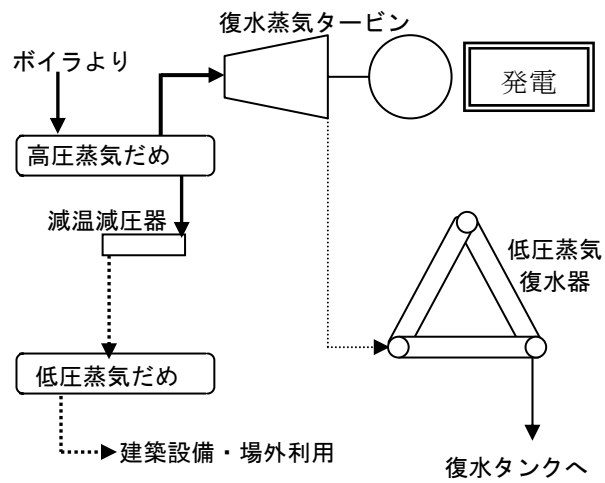 復水蒸気タービン
ボイラより
発電
高圧蒸気だめ
減温減圧器
低圧蒸気
復水器
低圧蒸気だめ
建築設備・場外利用
復水タンクへ